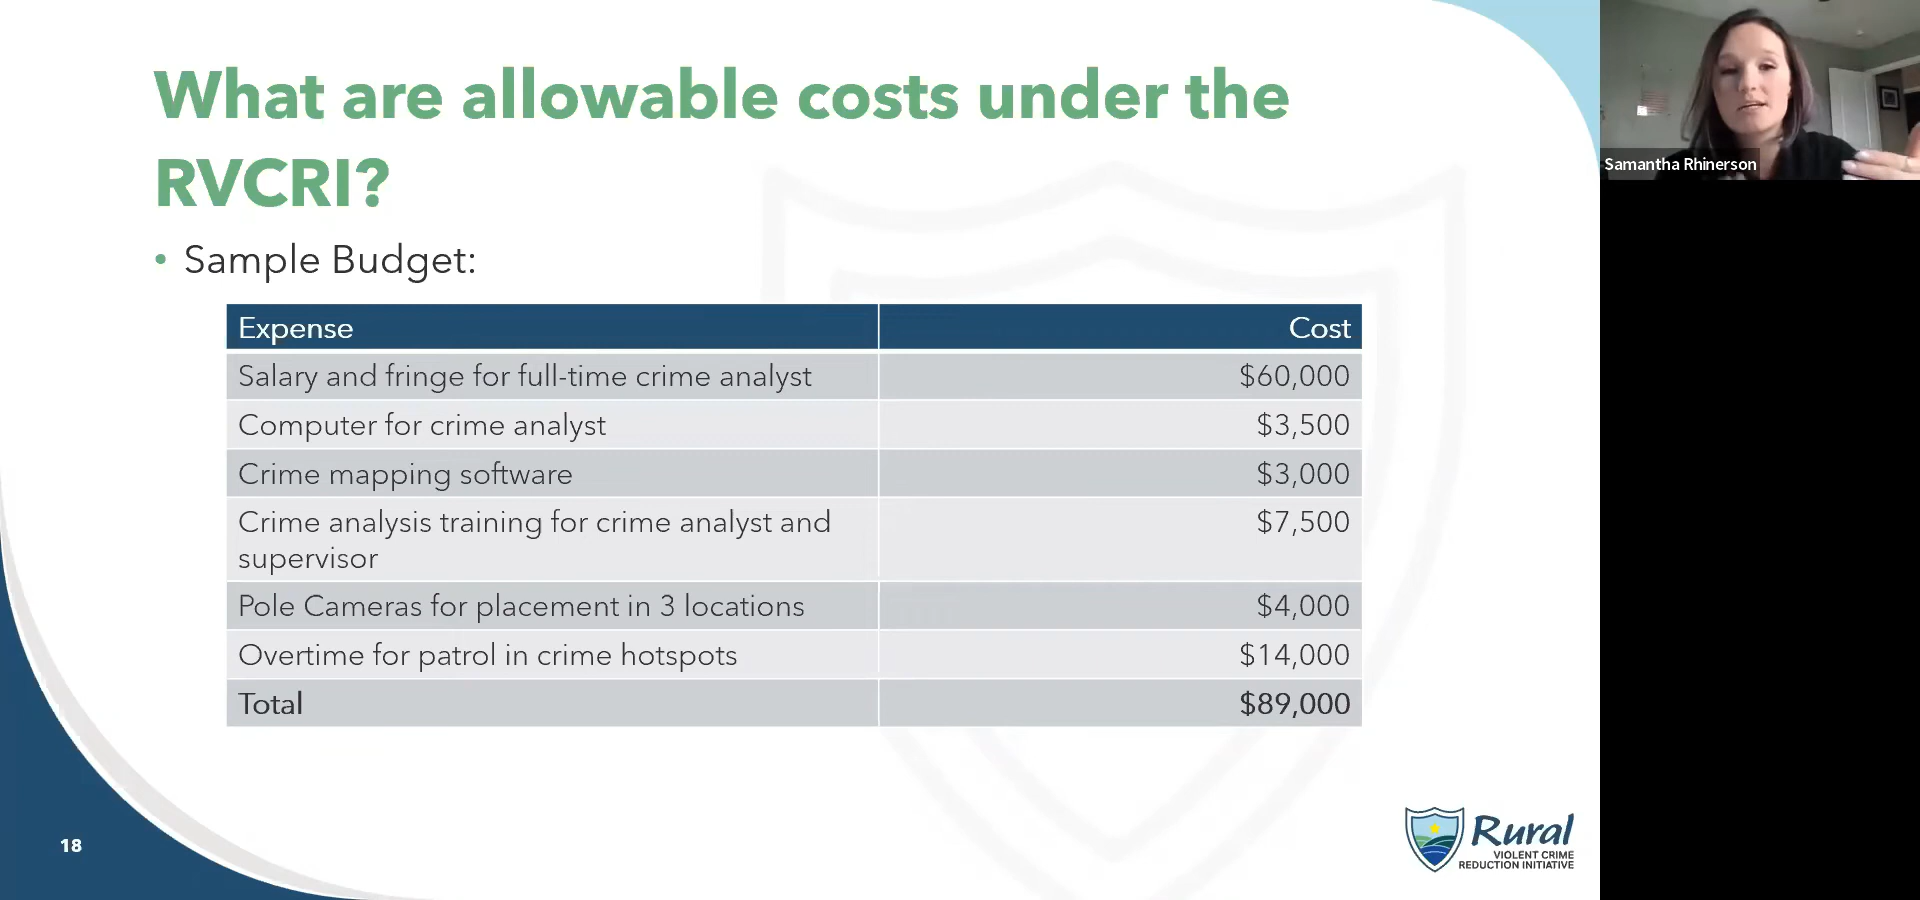 What are allowable costs under the
RVCRI?
• Sample Budget:
Expense Cost
Salary and fringe for full-time crime analyst $60,000
Computer for crime analyst $3,500
Crime mapping software $3,000
Crime analysis training for crime analyst and $7,500
supervisor
Pole Cameras for placement in 3 locations $4,000
Overtime for patrol in crime hotspots $14,000
Total $89,000
18
Rural
VIOLENT CRIME
REDUCTION INITIATIVE
Samantha Rhinerson